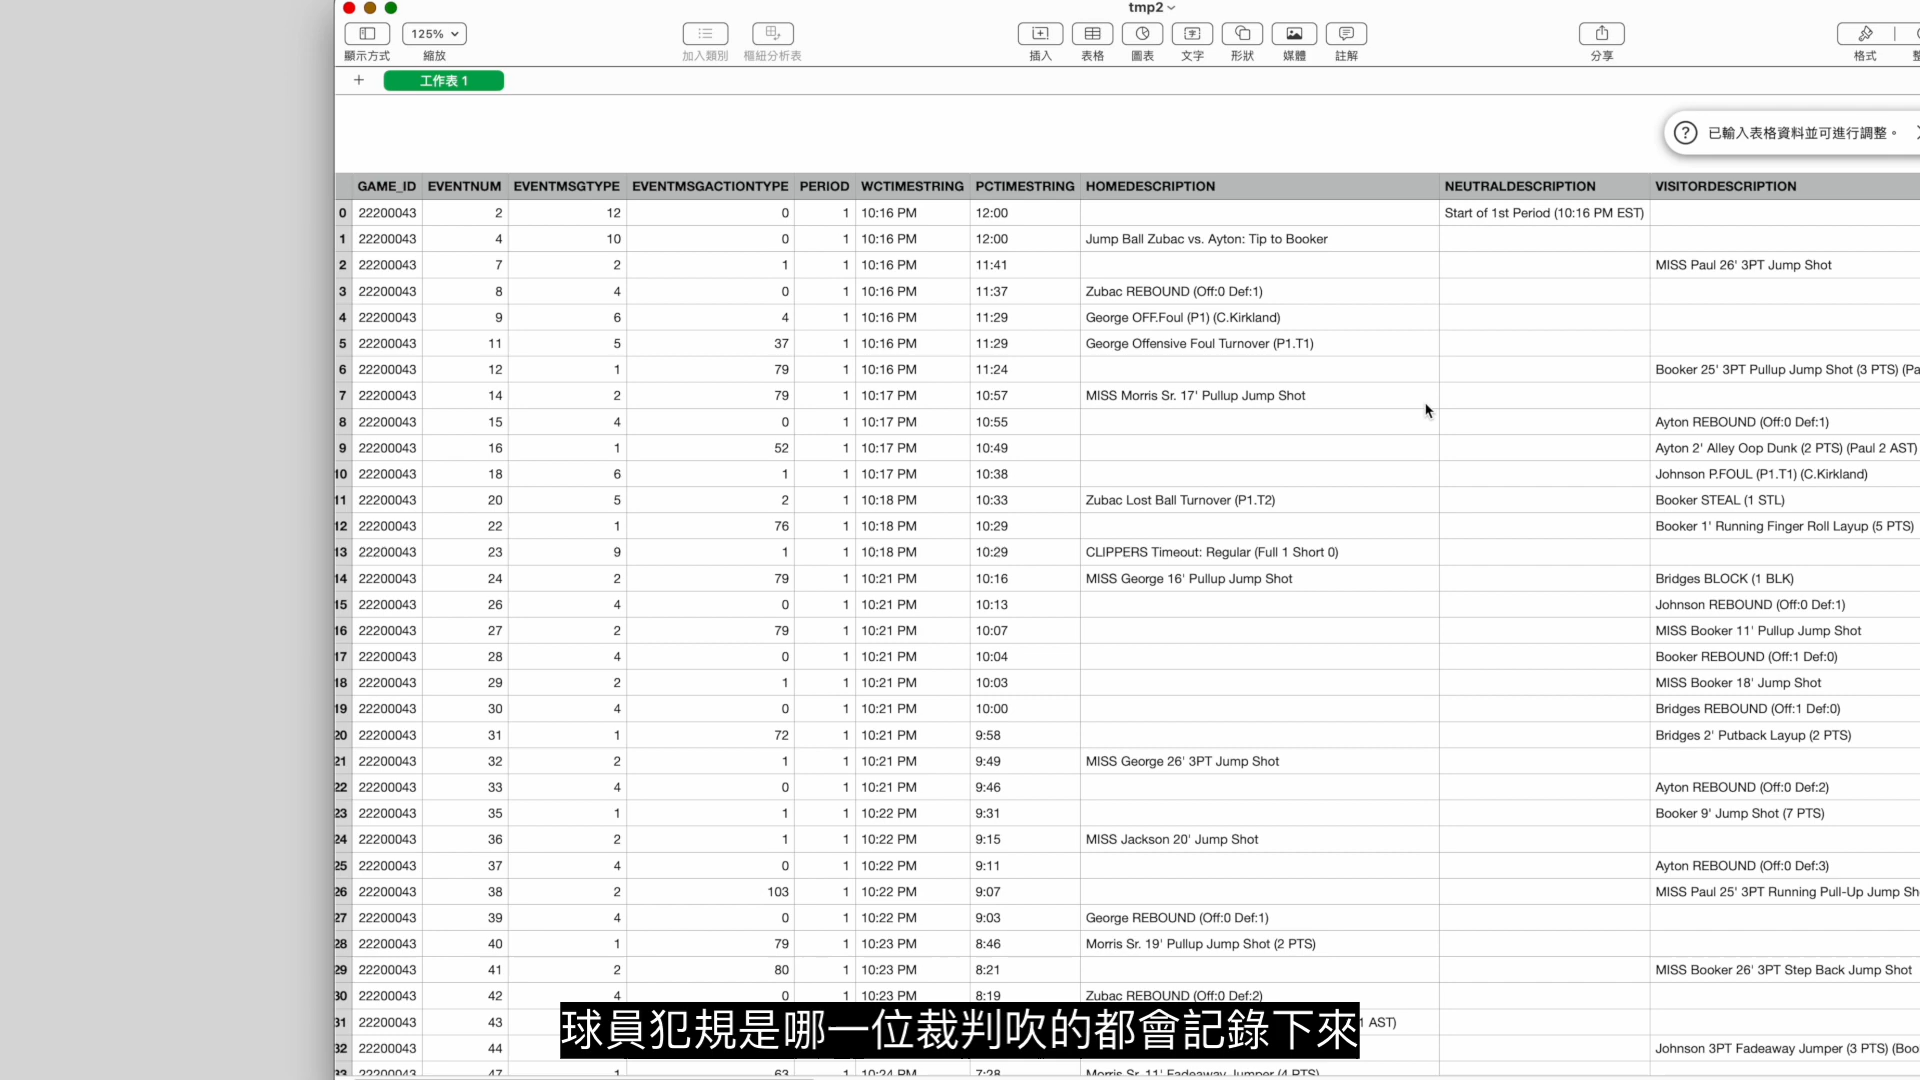 tmp2
125%
顯示方式 縮放 加入類別 樞紐分析表 插入 表格 圖表 文字 形狀 媒體 註解 分享 格式
+ 工作表 1
? 已輸入表格資料並可進行調整。
GAME_ID EVENTNUM EVENTMSGTYPE EVENTMSGACTIONTYPE PERIOD WCTIMESTRING PCTIMESTRING HOMEDESCRIPTION NEUTRALDESCRIPTION VISITORDESCRIPTION
0 22200043 2 12 0 1 10:16 PM 12:00 Start of 1st Period (10:16 PM EST)
1 22200043 4 10 0 1 10:16 PM 12:00 Jump Ball Zubac vs. Ayton: Tip to Booker
2 22200043 7 2 1 1 10:16 PM 11:41 MISS Paul 26' 3PT Jump Shot
3 22200043 8 4 0 1 10:16 PM 11:37 Zubac REBOUND (Off:0 Def:1)
4 22200043 9 6 4 1 10:16 PM 11:29 George OFF.Foul (P1) (C.Kirkland)
5 22200043 11 5 37 1 10:16 PM 11:29 George Offensive Foul Turnover (P1.T1)
6 22200043 12 1 79 1 10:16 PM 11:24 Booker 25' 3PT Pullup Jump Shot (3 PTS) (Pa
7 22200043 14 2 79 1 10:17 PM 10:57 MISS Morris Sr. 17' Pullup Jump Shot
8 22200043 15 4 0 1 10:17 PM 10:55 Ayton REBOUND (Off:0 Def:1)
9 22200043 16 1 52 1 10:17 PM 10:49 Ayton 2' Alley Oop Dunk (2 PTS) (Paul 2 AST)
10 22200043 18 6 1 1 10:17 PM 10:38 Johnson P.FOUL (P1.T1) (C.Kirkland)
11 22200043 20 5 2 1 10:18 PM 10:33 Zubac Lost Ball Turnover (P1.T2) Booker STEAL (1 STL)
12 22200043 22 1 76 1 10:18 PM 10:29 Booker 1' Running Finger Roll Layup (5 PTS)
13 22200043 23 9 1 1 10:18 PM 10:29 CLIPPERS Timeout: Regular (Full 1 Short 0)
14 22200043 24 2 79 1 10:21 PM 10:16 MISS George 16' Pullup Jump Shot Bridges BLOCK (1 BLK)
15 22200043 26 4 0 1 10:21 PM 10:13 Johnson REBOUND (Off:0 Def:1)
16 22200043 27 2 79 1 10:21 PM 10:07 MISS Booker 11' Pullup Jump Shot
17 22200043 28 4 0 1 10:21 PM 10:04 Booker REBOUND (Off:1 Def:0)
18 22200043 29 2 1 1 10:21 PM 10:03 MISS Booker 18' Jump Shot
19 22200043 30 4 0 1 10:21 PM 10:00 Bridges REBOUND (Off:1 Def:0)
20 22200043 31 1 72 1 10:21 PM 9:58 Bridges 2' Putback Layup (2 PTS)
21 22200043 32 2 1 1 10:21 PM 9:49 MISS George 26' 3PT Jump Shot
22 22200043 33 4 0 1 10:21 PM 9:46 Ayton REBOUND (Off:0 Def:2)
23 22200043 35 1 1 1 10:22 PM 9:31 Booker 9' Jump Shot (7 PTS)
24 22200043 36 2 1 1 10:22 PM 9:15 MISS Jackson 20' Jump Shot
25 22200043 37 4 0 1 10:22 PM 9:11 Ayton REBOUND (Off:0 Def:3)
26 22200043 38 2 103 1 10:22 PM 9:07 MISS Paul 25' 3PT Running Pull-Up Jump Sh
27 22200043 39 4 0 1 10:22 PM 9:03 George REBOUND (Off:0 Def:1)
28 22200043 40 1 79 1 10:23 PM 8:46 Morris Sr. 19' Pullup Jump Shot (2 PTS)
29 22200043 41 2 80 1 10:23 PM 8:21 MISS Booker 26' 3PT Step Back Jump Shot
30 22200043 42 4 0 1 10:23 PM 8:19 Zubac REBOUND (Off:0 Def:2)
31 22200043 43 1 AST)
32 22200043 44 Johnson 3PT Fadeaway Jumper (3 PTS) (Boo
33 22200043 47 1 63 1 10:24 PM 7:28 Morris Sr. 11' Fadeaway Jumper (4 PTS)
球員犯規是哪一位裁判吹的都會記錄下來